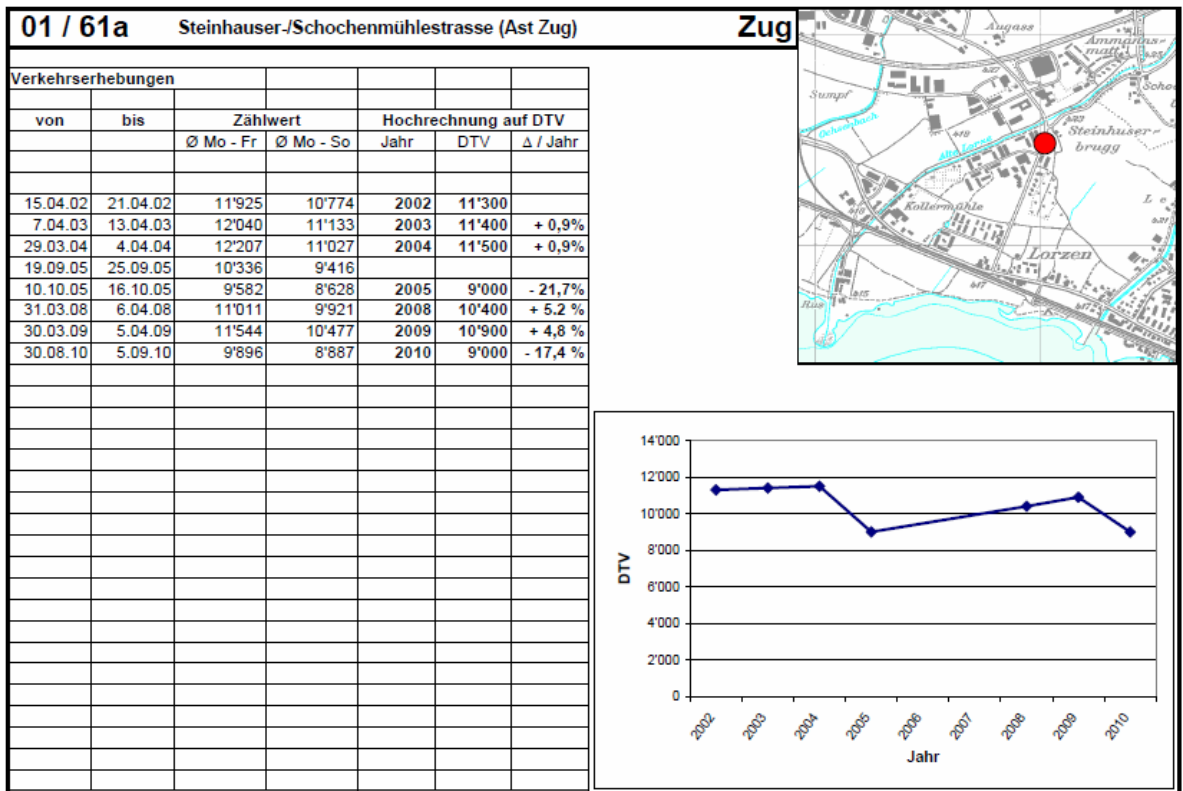 01 / 61a Steinhauser-/Schochenmühlestrasse (Ast Zug) Zug
Verkehrserhebungen
von bis Zählwert Hochrechnung auf DTV
Ø Mo - Fr Ø Mo - So Jahr DTV Δ / Jahr
15.04.02 21.04.02 11'925 10'774 2002 11'300
7.04.03 13.04.03 12'040 11'133 2003 11'400 + 0,9%
29.03.04 4.04.04 12'207 11'027 2004 11'500 + 0,9%
19.09.05 25.09.05 10'336 9'416
10.10.05 16.10.05 9'582 8'628 2005 9'000 - 21,7%
31.03.08 6.04.08 11'011 9'921 2008 10'400 + 5.2 %
30.03.09 5.04.09 11'544 10'477 2009 10'900 + 4,8 %
30.08.10 5.09.10 9'896 8'887 2010 9'000 - 17,4 %
Augass
Ammanns-
matt
Sumpf
Ochsenbach
Alte Lorze
Steinhuser-
brugg
Kollermühle
Lorzen
14'000
12'000
10'000
8'000
6'000
4'000
2'000
0
DTV
2002 2003 2004 2005 2006 2007 2008 2009 2010
Jahr